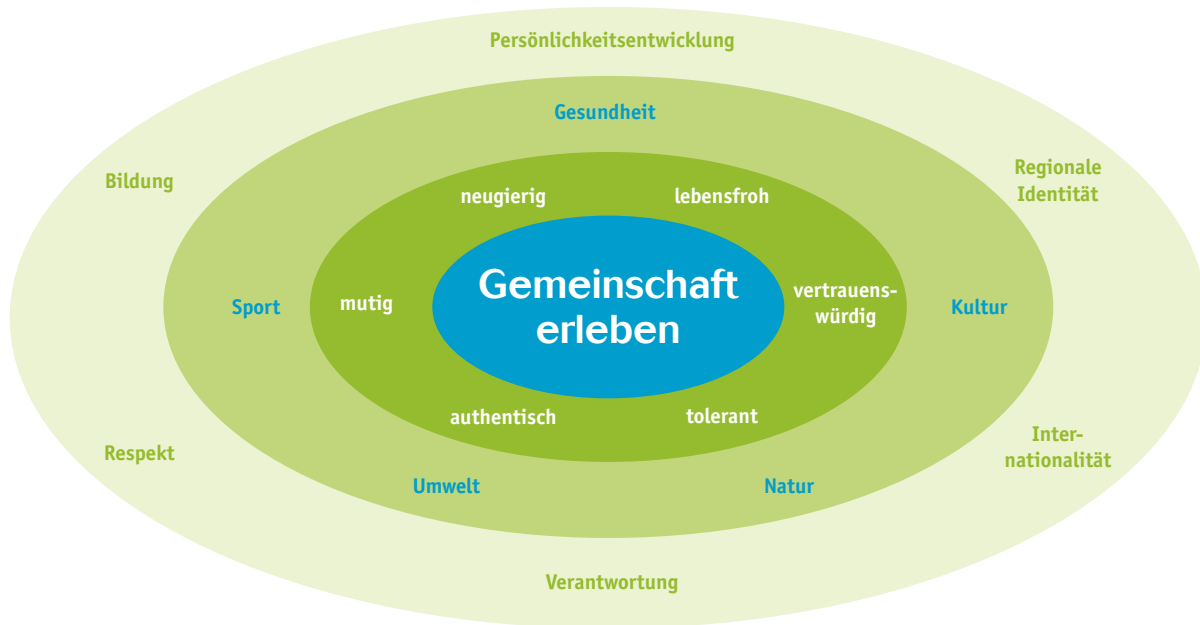 Persönlichkeitsentwicklung
Gesundheit
Bildung
Regionale
Identität
neugierig
lebensfroh
Gemeinschaft
erleben
mutig
vertrauens-
würdig
Sport
Kultur
authentisch
tolerant
Respekt
Inter-
nationalität
Umwelt
Natur
Verantwortung